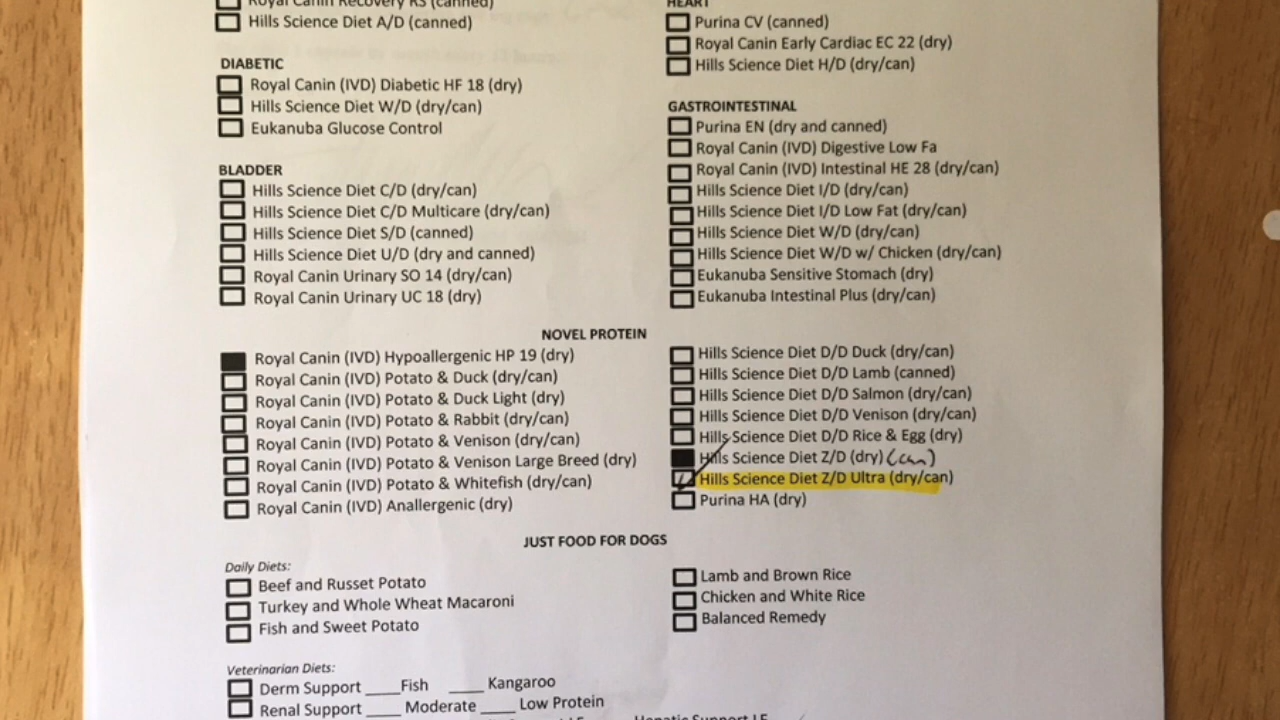 Royal Canin Recovery RS (canned)
Hills Science Diet A/D (canned)
DIABETIC
Royal Canin (IVD) Diabetic HF 18 (dry)
Hills Science Diet W/D (dry/can)
Eukanuba Glucose Control
BLADDER
Hills Science Diet C/D (dry/can)
Hills Science Diet C/D Multicare (dry/can)
Hills Science Diet S/D (canned)
Hills Science Diet U/D (dry and canned)
Royal Canin Urinary SO 14 (dry/can)
Royal Canin Urinary UC 18 (dry)
HEART
Purina CV (canned)
Royal Canin Early Cardiac EC 22 (dry)
Hills Science Diet H/D (dry/can)
GASTROINTESTINAL
Purina EN (dry and canned)
Royal Canin (IVD) Digestive Low Fa
Royal Canin (IVD) Intestinal HE 28 (dry/can)
Hills Science Diet I/D (dry/can)
Hills Science Diet I/D Low Fat (dry/can)
Hills Science Diet W/D (dry/can)
Hills Science Diet W/D w/ Chicken (dry/can)
Eukanuba Sensitive Stomach (dry)
Eukanuba Intestinal Plus (dry/can)
NOVEL PROTEIN
Royal Canin (IVD) Hypoallergenic HP 19 (dry)
Royal Canin (IVD) Potato & Duck (dry/can)
Royal Canin (IVD) Potato & Duck Light (dry)
Royal Canin (IVD) Potato & Rabbit (dry/can)
Royal Canin (IVD) Potato & Venison (dry/can)
Royal Canin (IVD) Potato & Venison Large Breed (dry)
Royal Canin (IVD) Potato & Whitefish (dry/can)
Royal Canin (IVD) Anallergenic (dry)
Hills Science Diet D/D Duck (dry/can)
Hills Science Diet D/D Lamb (canned)
Hills Science Diet D/D Salmon (dry/can)
Hills Science Diet D/D Venison (dry/can)
Hills Science Diet D/D Rice & Egg (dry)
Hills Science Diet Z/D (dry) (can)
Hills Science Diet Z/D Ultra (dry/can)
Purina HA (dry)
JUST FOOD FOR DOGS
Daily Diets:
Beef and Russet Potato
Turkey and Whole Wheat Macaroni
Fish and Sweet Potato
Lamb and Brown Rice
Chicken and White Rice
Balanced Remedy
Veterinarian Diets:
Derm Support ____Fish ____ Kangaroo
Renal Support ____ Moderate ____ Low Protein
Hepatic Support LF